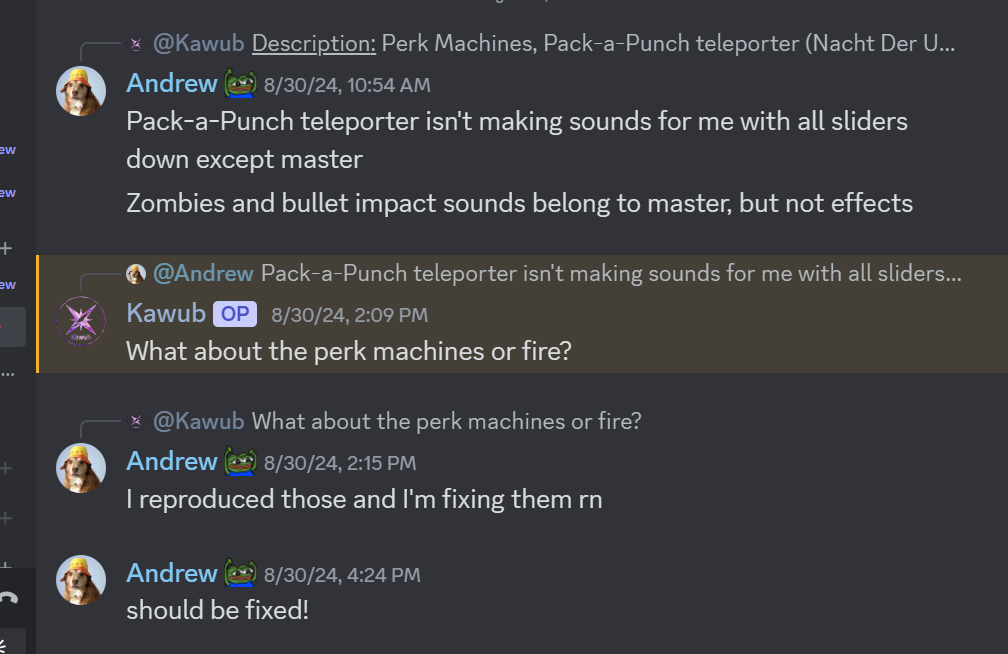 @Kawub Description: Perk Machines, Pack-a-Punch teleporter (Nacht Der U...
Andrew 8/30/24, 10:54 AM
Pack-a-Punch teleporter isn't making sounds for me with all sliders
down except master
Zombies and bullet impact sounds belong to master, but not effects
@Andrew Pack-a-Punch teleporter isn't making sounds for me with all sliders...
Kawub OP 8/30/24, 2:09 PM
What about the perk machines or fire?
@Kawub What about the perk machines or fire?
Andrew 8/30/24, 2:15 PM
I reproduced those and I'm fixing them rn
Andrew 8/30/24, 4:24 PM
should be fixed!
ew
ew
ew